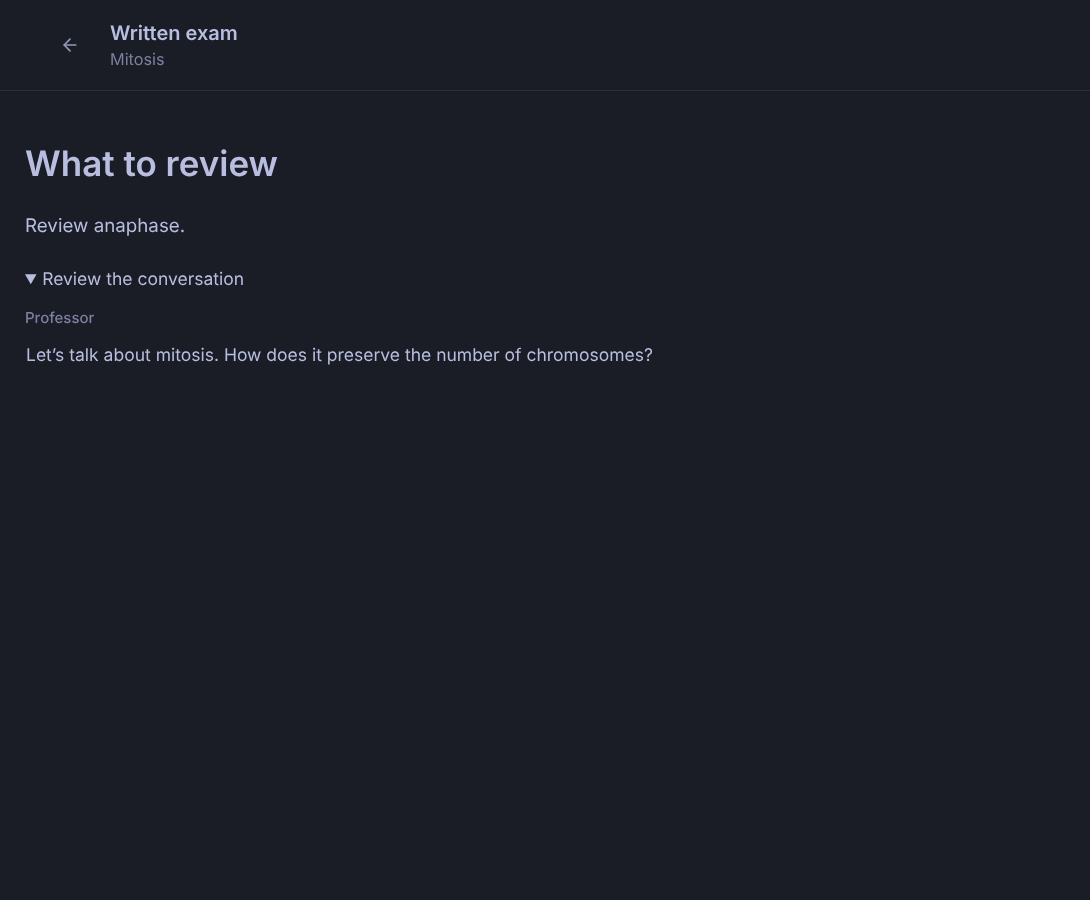 Written exam
Mitosis
What to review
Review anaphase.
Review the conversation
Professor
Let’s talk about mitosis. How does it preserve the number of chromosomes?